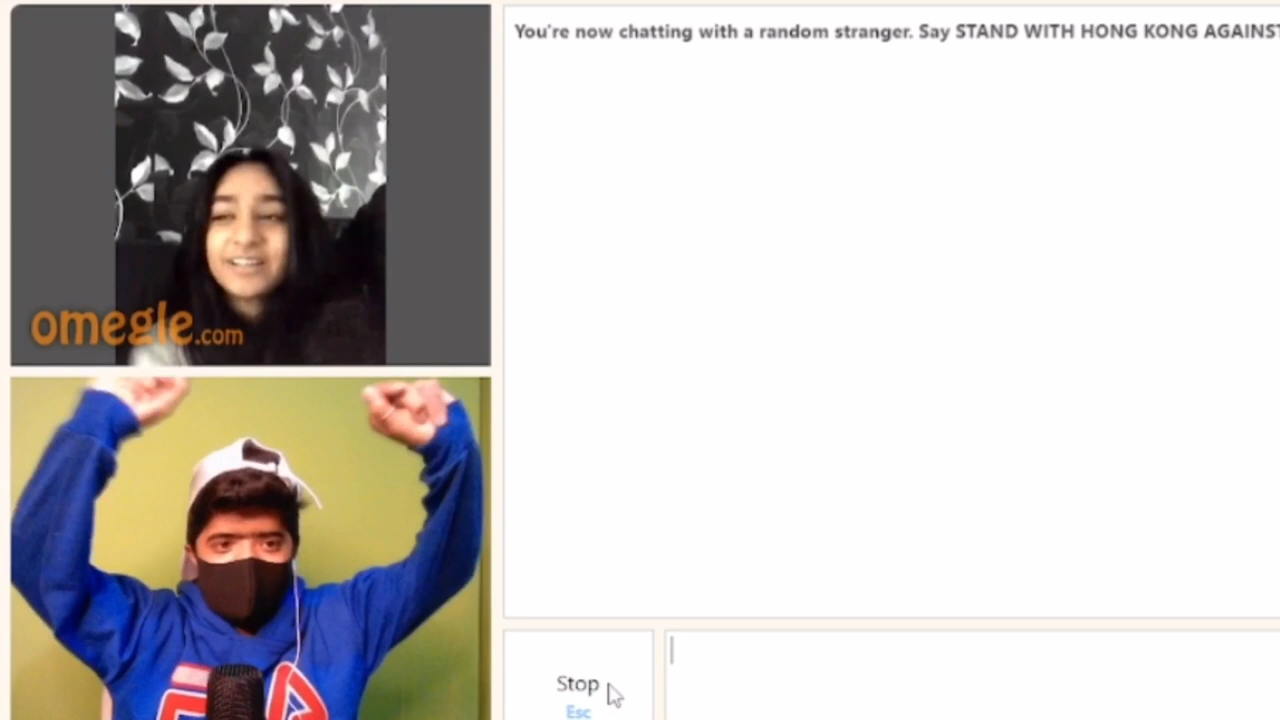 You're now chatting with a random stranger. Say STAND WITH HONG KONG AGAINST
omegle.com
Stop
Esc